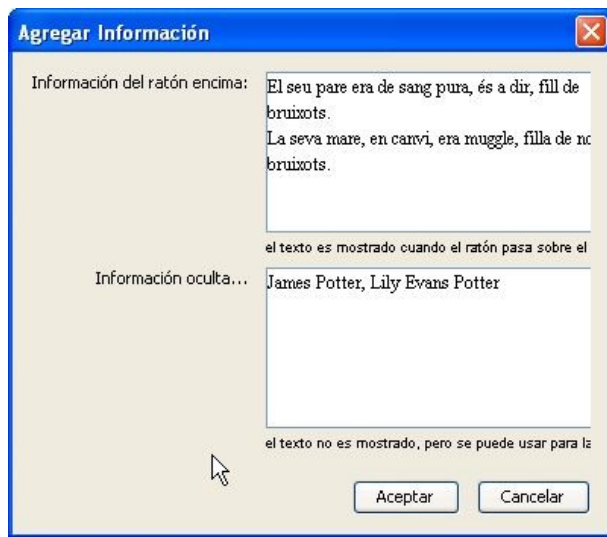 Agregar Información
Información del ratón encima:
El seu pare era de sang pura, és a dir, fill de
bruixots.
La seva mare, en canvi, era muggle, filla de no
bruixots.
el texto es mostrado cuando el ratón pasa sobre el
Información oculta...
James Potter, Lily Evans Potter
el texto no es mostrado, pero se puede usar para la
Aceptar
Cancelar